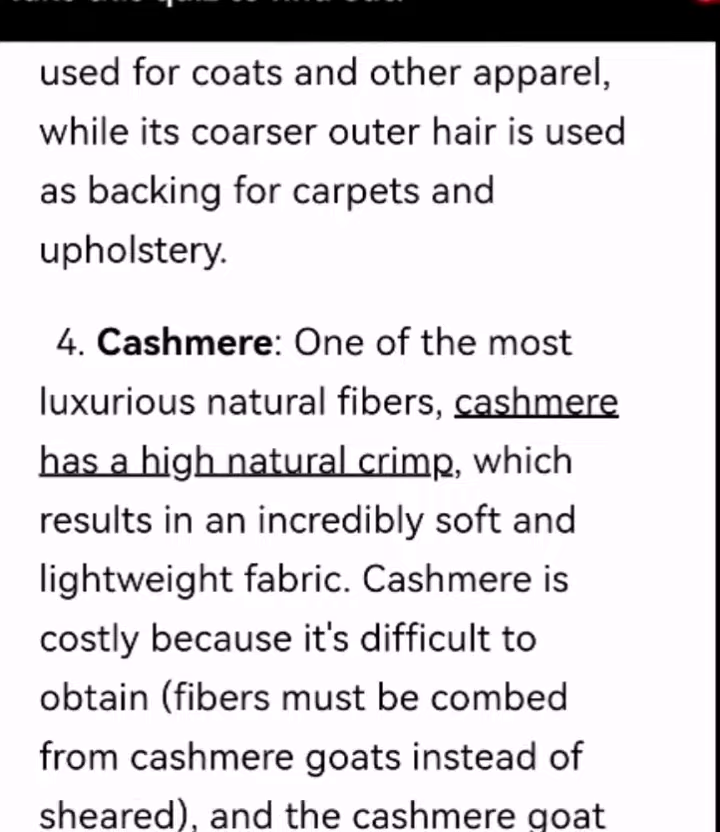 used for coats and other apparel,
while its coarser outer hair is used
as backing for carpets and
upholstery.
4. Cashmere: One of the most
luxurious natural fibers, cashmere
has a high natural crimp, which
results in an incredibly soft and
lightweight fabric. Cashmere is
costly because it's difficult to
obtain (fibers must be combed
from cashmere goats instead of
sheared), and the cashmere goat